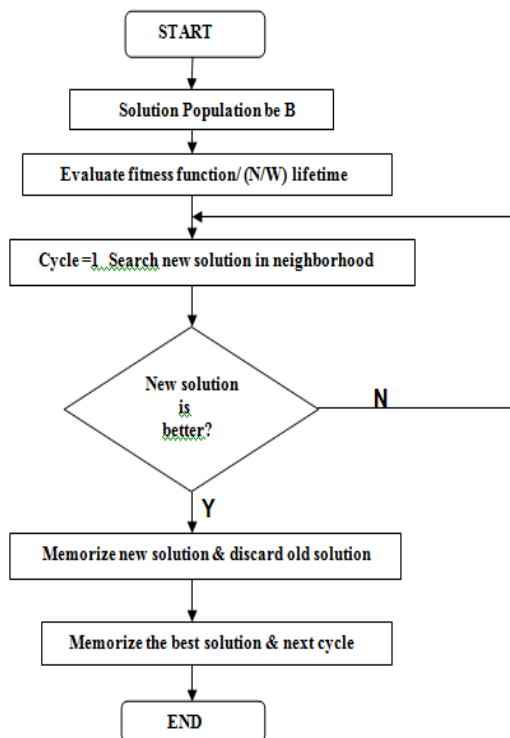 START
Solution Population be B
Evaluate fitness function/ (N/W) lifetime
Cycle =1 Search new solution in neighborhood
New solution
is
better?
N
Y
Memorize new solution & discard old solution
Memorize the best solution & next cycle
END